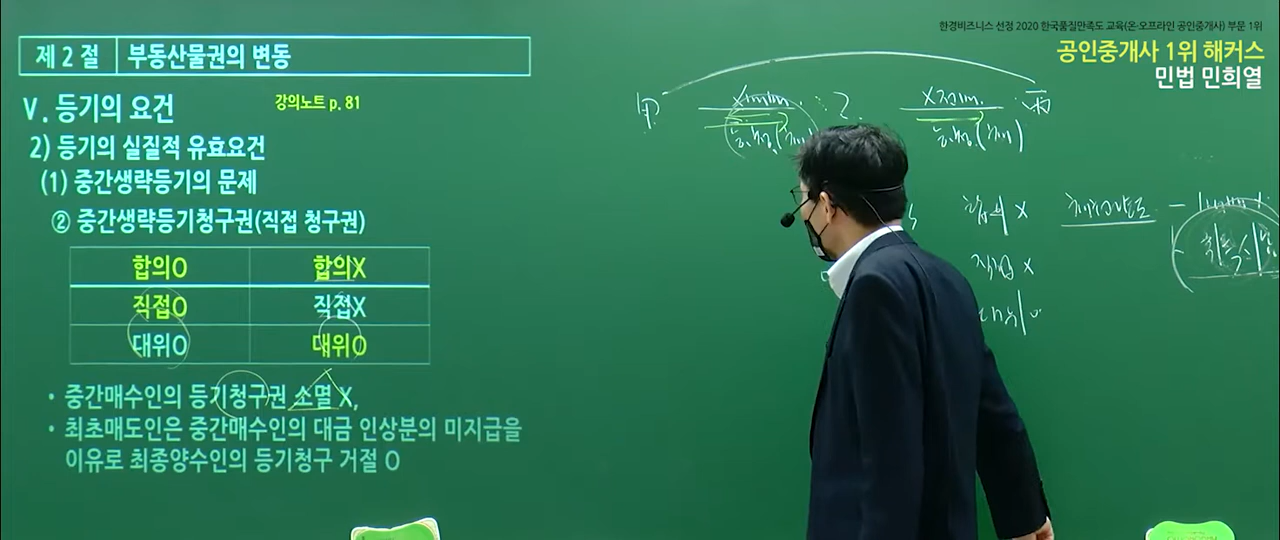 한경비즈니스 선정 2020 한국품질만족도 교육(온·오프라인 공인중개사) 부문 1위
공인중개사 1위 해커스
민법 민희열
제 2 절 부동산물권의 변동
Ⅴ. 등기의 요건 강의노트 p. 81
2) 등기의 실질적 유효요건
(1) 중간생략등기의 문제
② 중간생략등기청구권(직접 청구권)
합의O 합의X
직접O 직접X
대위O 대위O
• 중간매수인의 등기청구권 소멸 X,
• 최초매도인은 중간매수인의 대금 인상분의 미지급을
이유로 최종양수인의 등기청구 거절 O
甲
합의 X
직접 X
대위 O